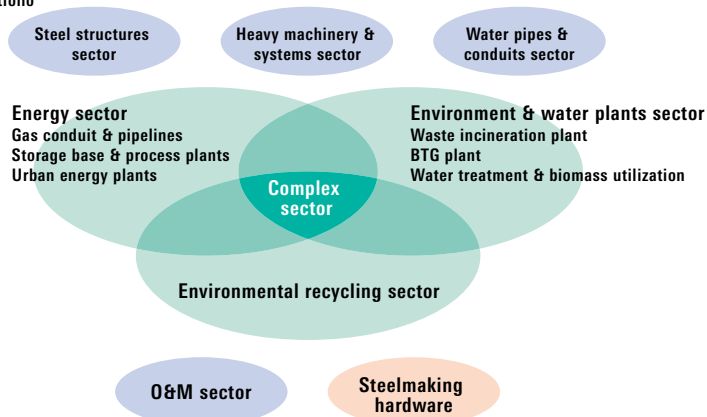 Steel structures
sector
Heavy machinery &
systems sector
Water pipes &
conduits sector
Energy sector
Gas conduit & pipelines
Storage base & process plants
Urban energy plants
Environment & water plants sector
Waste incineration plant
BTG plant
Water treatment & biomass utilization
Complex
sector
Environmental recycling sector
O&M sector
Steelmaking
hardware